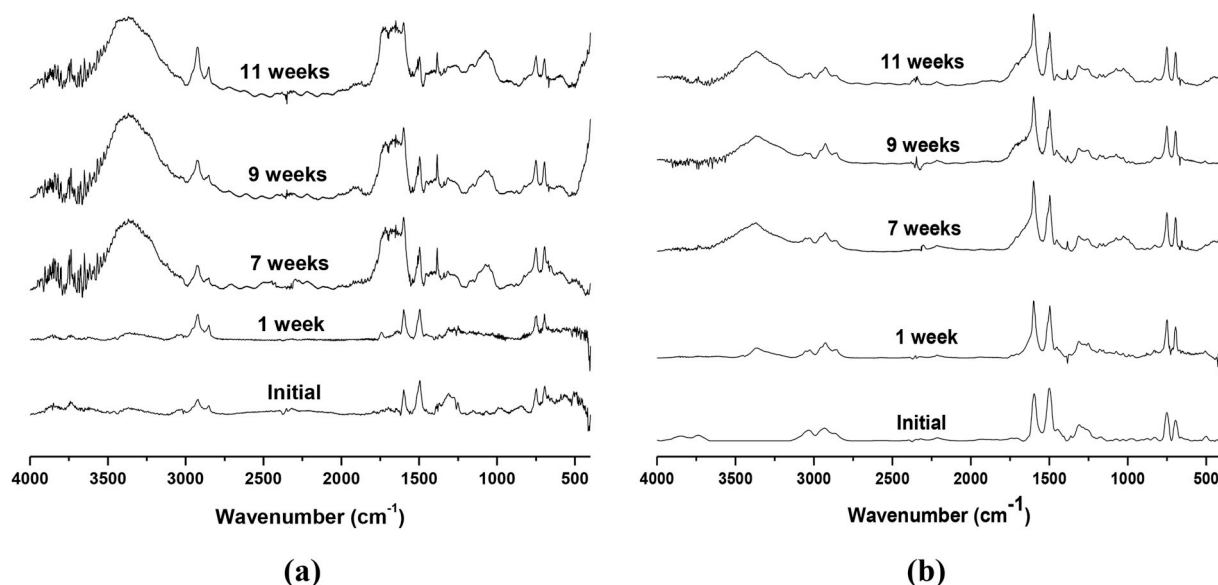 11 weeks
9 weeks
7 weeks
1 week
Initial
4000 3500 3000 2500 2000 1500 1000 500
Wavenumber (cm-1)
(a)
11 weeks
9 weeks
7 weeks
1 week
Initial
4000 3500 3000 2500 2000 1500 1000 500
Wavenumber (cm-1)
(b)